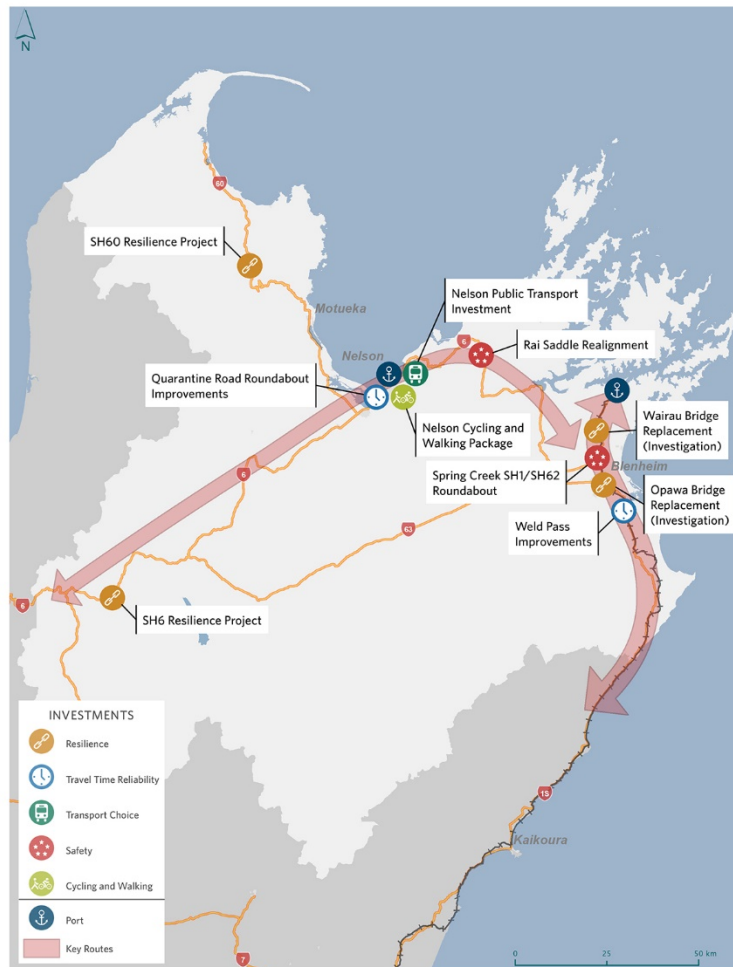 N
60
SH60 Resilience Project
Motueka
Nelson Public Transport
Investment
6
Rai Saddle Realignment
Nelson
Quarantine Road Roundabout
Improvements
Nelson Cycling and
Walking Package
Wairau Bridge
Replacement
(Investigation)
Spring Creek SH1/SH62
Roundabout
Blenheim
6
Opawa Bridge
Replacement
(Investigation)
63
Weld Pass
Improvements
6
SH6 Resilience Project
INVESTMENTS
Resilience
Travel Time Reliability
Transport Choice
Safety
Cycling and Walking
Port
Key Routes
1S
Kaikoura
7
0 25 50 km